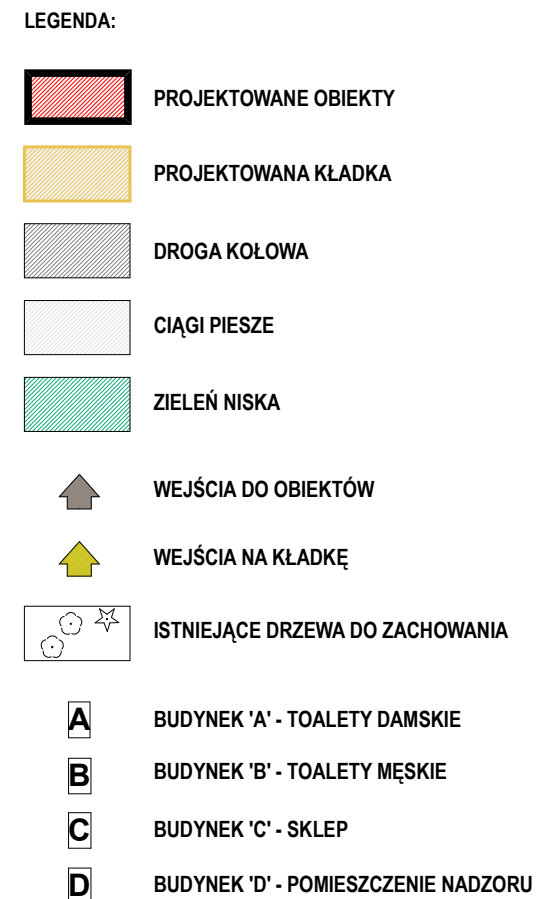 LEGENDA:
PROJEKTOWANE OBIEKTY
PROJEKTOWANA KŁADKA
DROGA KOŁOWA
CIĄGI PIESZE
ZIELEŃ NISKA
WEJŚCIA DO OBIEKTÓW
WEJŚCIA NA KŁADKĘ
ISTNIEJĄCE DRZEWA DO ZACHOWANIA
A BUDYNEK 'A' - TOALETY DAMSKIE
B BUDYNEK 'B' - TOALETY MĘSKIE
C BUDYNEK 'C' - SKLEP
D BUDYNEK 'D' - POMIESZCZENIE NADZORU